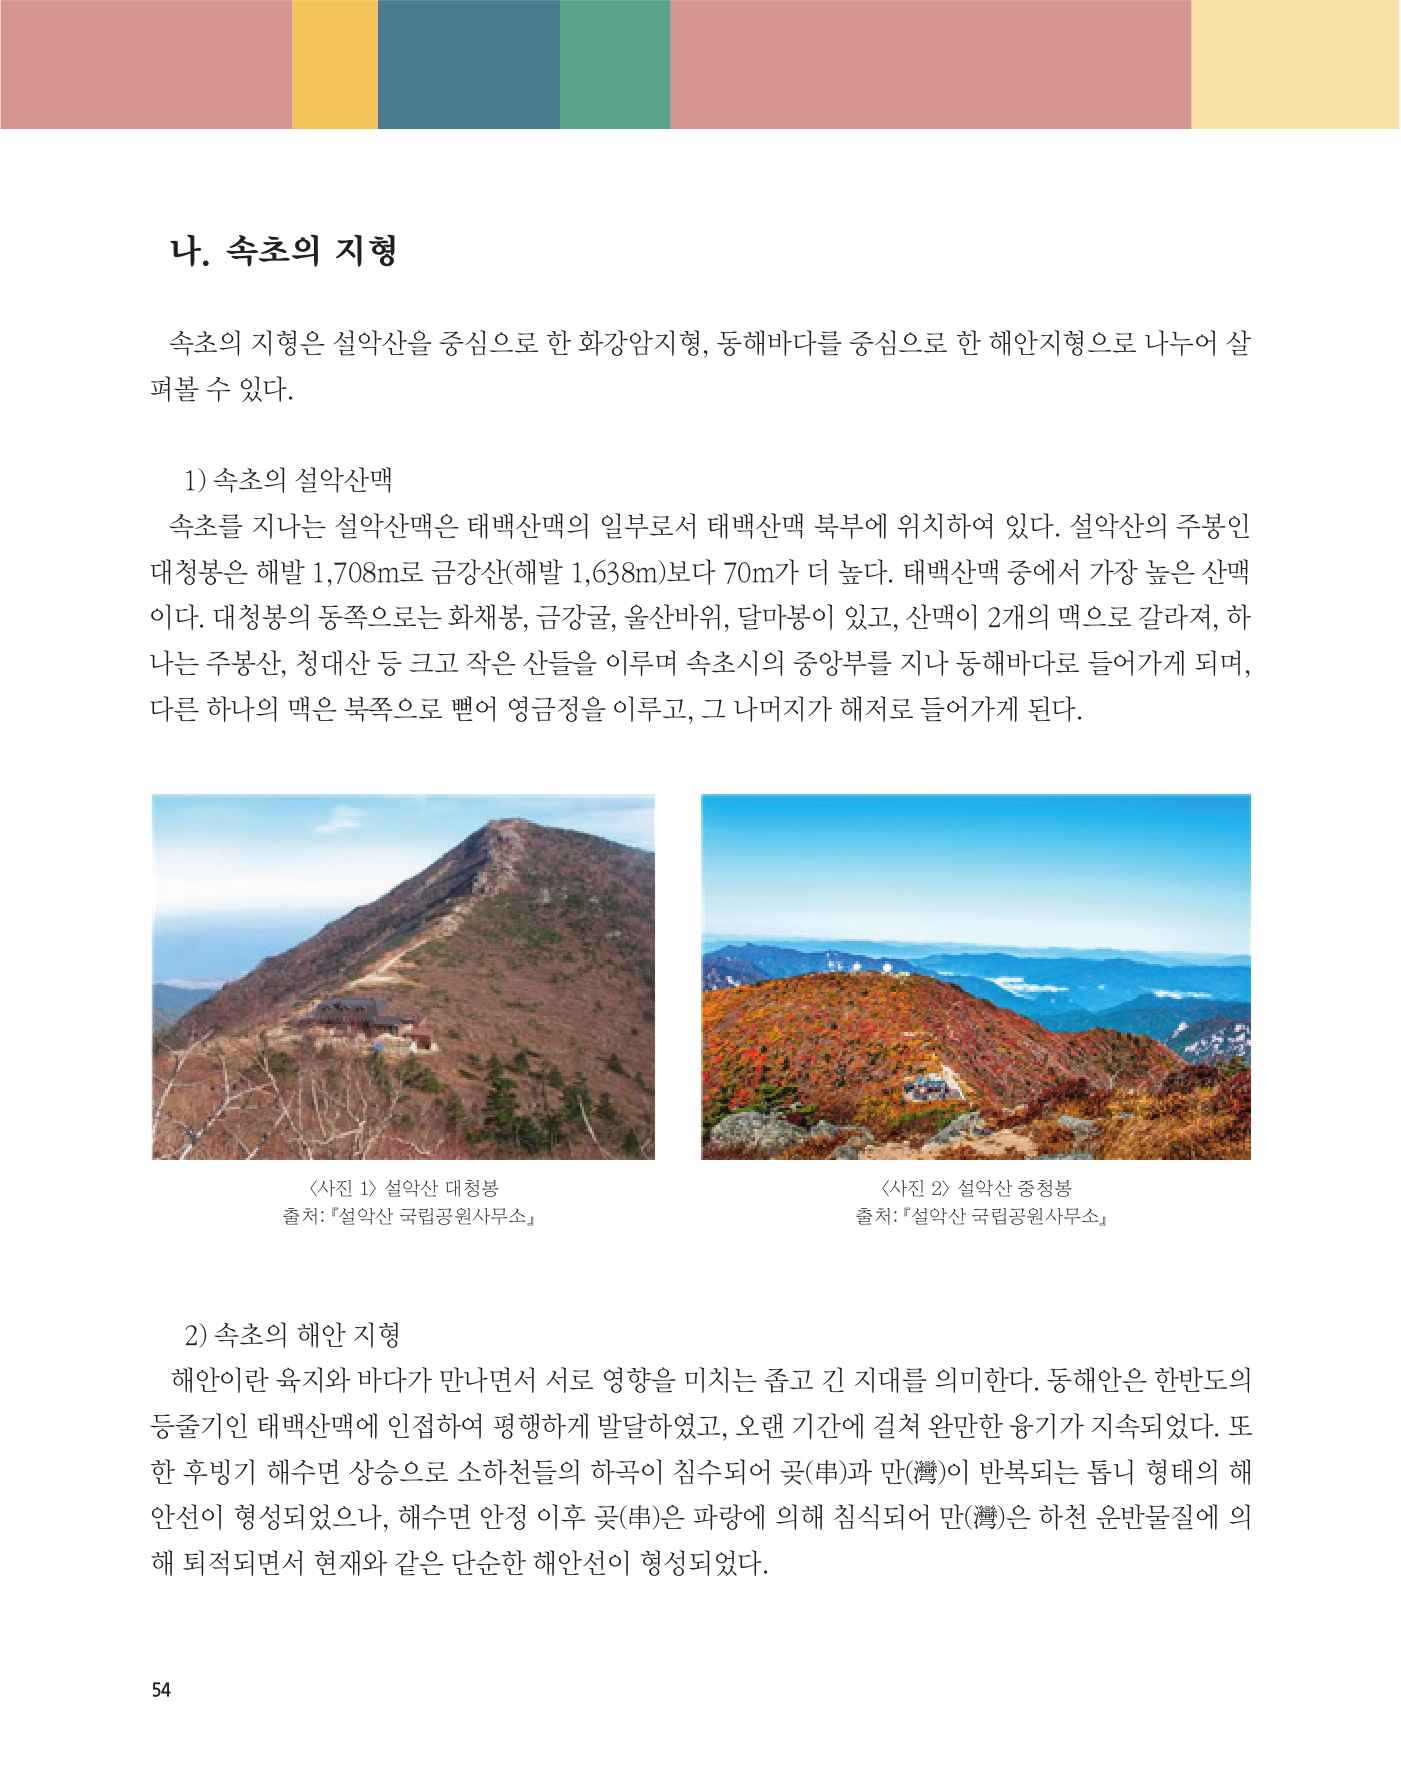 나. 속초의 지형
속초의 지형은 설악산을 중심으로 한 화강암지형, 동해바다를 중심으로 한 해안지형으로 나누어 살
펴볼 수 있다.
1) 속초의 설악산맥
속초를 지나는 설악산맥은 태백산맥의 일부로서 태백산맥 북부에 위치하여 있다. 설악산의 주봉인
대청봉은 해발 1,708m로 금강산(해발 1,638m)보다 70m가 더 높다. 태백산맥 중에서 가장 높은 산맥
이다. 대청봉의 동쪽으로는 화채봉, 금강굴, 울산바위, 달마봉이 있고, 산맥이 2개의 맥으로 갈라져, 하
나는 주봉산, 청대산 등 크고 작은 산들을 이루며 속초시의 중앙부를 지나 동해바다로 들어가게 되며,
다른 하나의 맥은 북쪽으로 뻗어 영금정을 이루고, 그 나머지가 해저로 들어가게 된다.
〈사진 1〉 설악산 대청봉
출처:『설악산 국립공원사무소』
〈사진 2〉 설악산 중청봉
출처:『설악산 국립공원사무소』
2) 속초의 해안 지형
해안이란 육지와 바다가 만나면서 서로 영향을 미치는 좁고 긴 지대를 의미한다. 동해안은 한반도의
등줄기인 태백산맥에 인접하여 평행하게 발달하였고, 오랜 기간에 걸쳐 완만한 융기가 지속되었다. 또
한 후빙기 해수면 상승으로 소하천들의 하곡이 침수되어 곶(串)과 만(灣)이 반복되는 톱니 형태의 해
안선이 형성되었으나, 해수면 안정 이후 곶(串)은 파랑에 의해 침식되어 만(灣)은 하천 운반물질에 의
해 퇴적되면서 현재와 같은 단순한 해안선이 형성되었다.
54